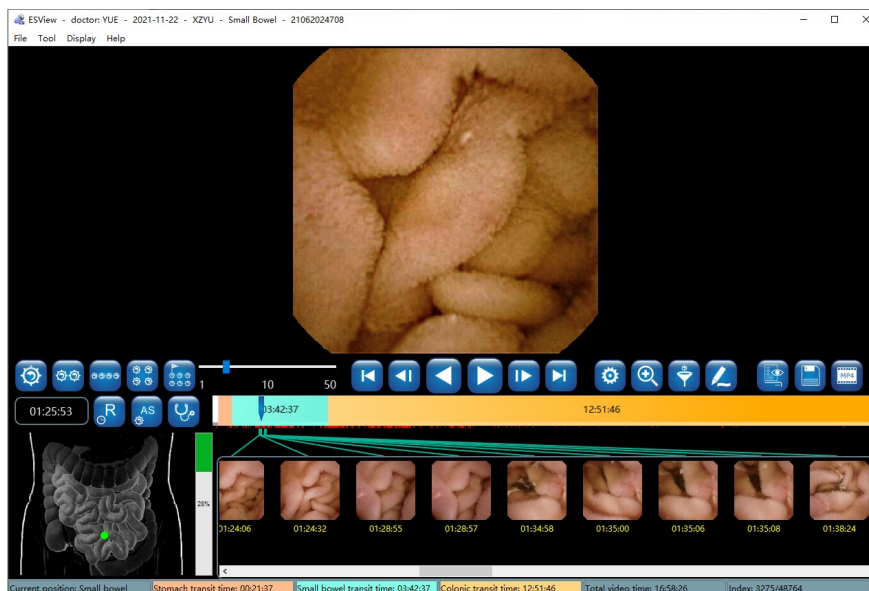 ESView - doctor: YUE - 2021-11-22 - XZYU - Small Bowel - 21062024708
File Tool Display Help
1 10 50
MP4
01:25:53
R
AS
03:42:37
12:51:46
28%
01:24:06
01:24:32
01:28:55
01:28:57
01:34:58
01:35:00
01:35:06
01:35:08
01:38:24
Current position: Small bowel
Stomach transit time: 00:21:37
Small bowel transit time: 03:42:37
Colonic transit time: 12:51:46
Total video time: 16:58:26
Index: 3275/48764